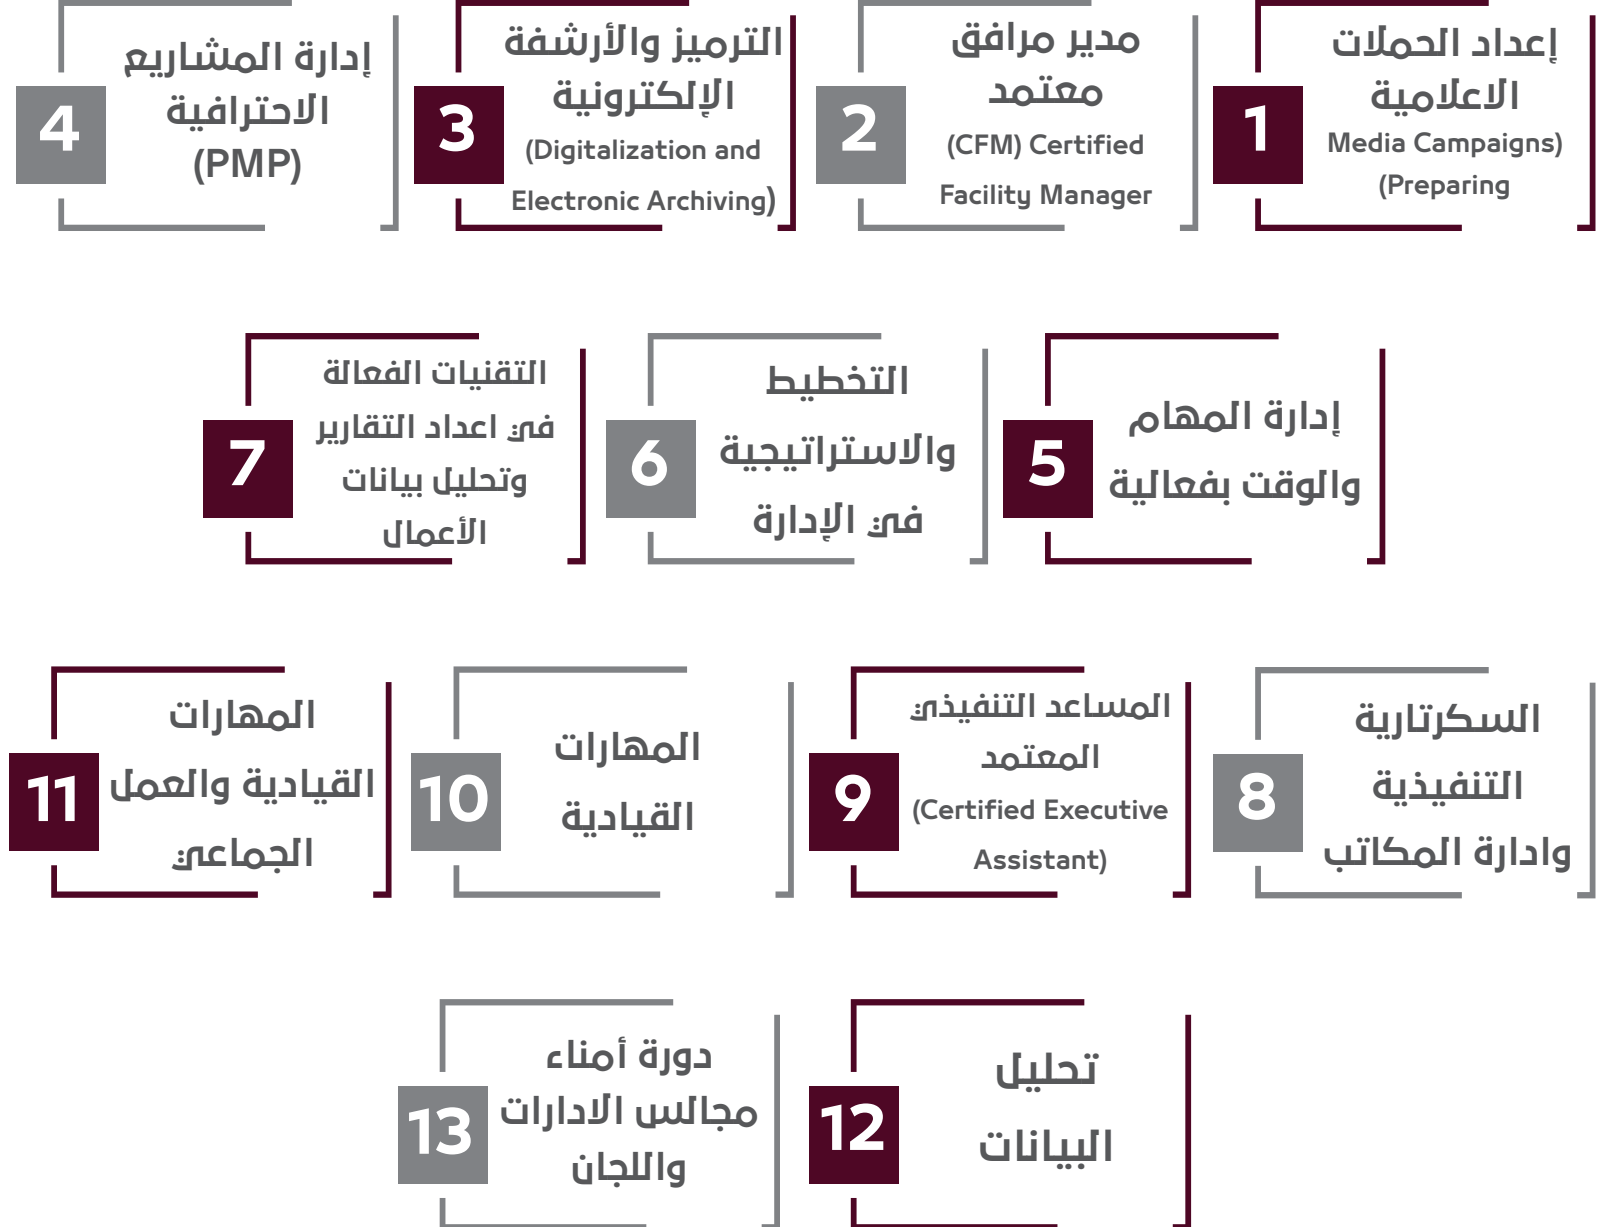 1
إعداد الحملات
الاعلامية
Media Campaigns)
(Preparing
2
مدير مرافق
معتمد
(CFM) Certified
Facility Manager
3
الترميز والأرشفة
الإلكترونية
(Digitalization and
Electronic Archiving)
4
إدارة المشاريع
الاحترافية
(PMP)
5
إدارة المهام
والوقت بفعالية
6
التخطيط
والاستراتيجية
في الإدارة
7
التقنيات الفعالة
في اعداد التقارير
وتحليل بيانات
الأعمال
8
السكرتارية
التنفيذية
وادارة المكاتب
9
المساعد التنفيذي
المعتمد
(Certified Executive
Assistant)
10
المهارات
القيادية
11
المهارات
القيادية والعمل
الجماعي
12
تحليل
البيانات
13
دورة أمناء
مجالس الادارات
واللجان